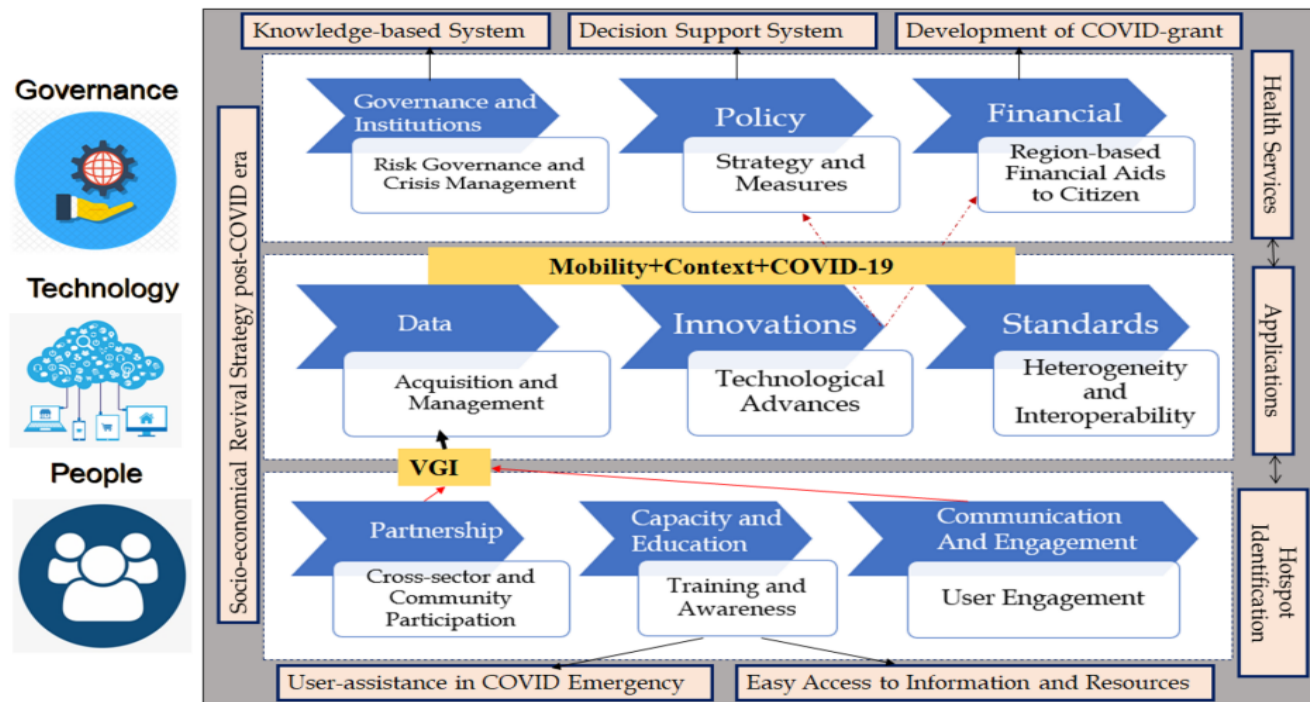 Knowledge-based System
Decision Support System
Development of COVID-grant
Governance
Technology
People
Socio-economical Revival Strategy post-COVID era
Governance and
Institutions
Risk Governance and
Crisis Management
Policy
Strategy and
Measures
Financial
Region-based
Financial Aids
to Citizen
Mobility+Context+COVID-19
Data
Acquisition and
Management
Innovations
Technological
Advances
Standards
Heterogeneity
and
Interoperability
VGI
Partnership
Cross-sector and
Community
Participation
Capacity and
Education
Training and
Awareness
Communication
And Engagement
User Engagement
Health Services
Applications
Hotspot
Identification
User-assistance in COVID Emergency
Easy Access to Information and Resources